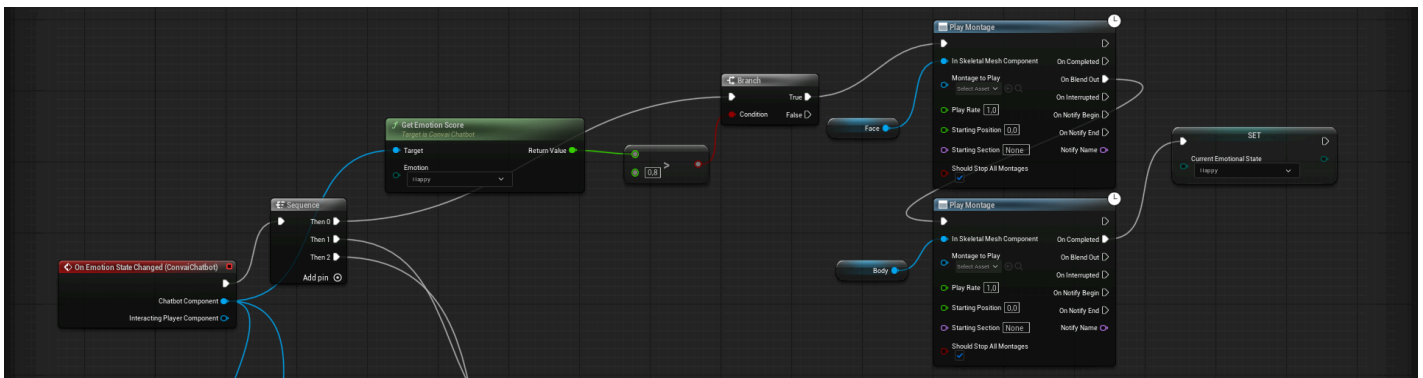 On Emotion State Changed (ConvaiChatbot)
Chatbot Component
Interacting Player Component
Sequence
Then 0
Then 1
Then 2
Add pin
Get Emotion Score
Target is Convai Chatbot
Target
Return Value
Emotion
Happy
>
0,8
Branch
True
Condition
False
Face
Play Montage
In Skeletal Mesh Component
On Completed
Montage to Play
Select Asset
On Blend Out
On Interrupted
Play Rate
1,0
On Notify Begin
Starting Position
0,0
On Notify End
Starting Section
None
Notify Name
Should Stop All Montages
Body
Play Montage
In Skeletal Mesh Component
On Completed
Montage to Play
Select Asset
On Blend Out
On Interrupted
Play Rate
1,0
On Notify Begin
Starting Position
0,0
On Notify End
Starting Section
None
Notify Name
Should Stop All Montages
SET
Current Emotional State
Happy